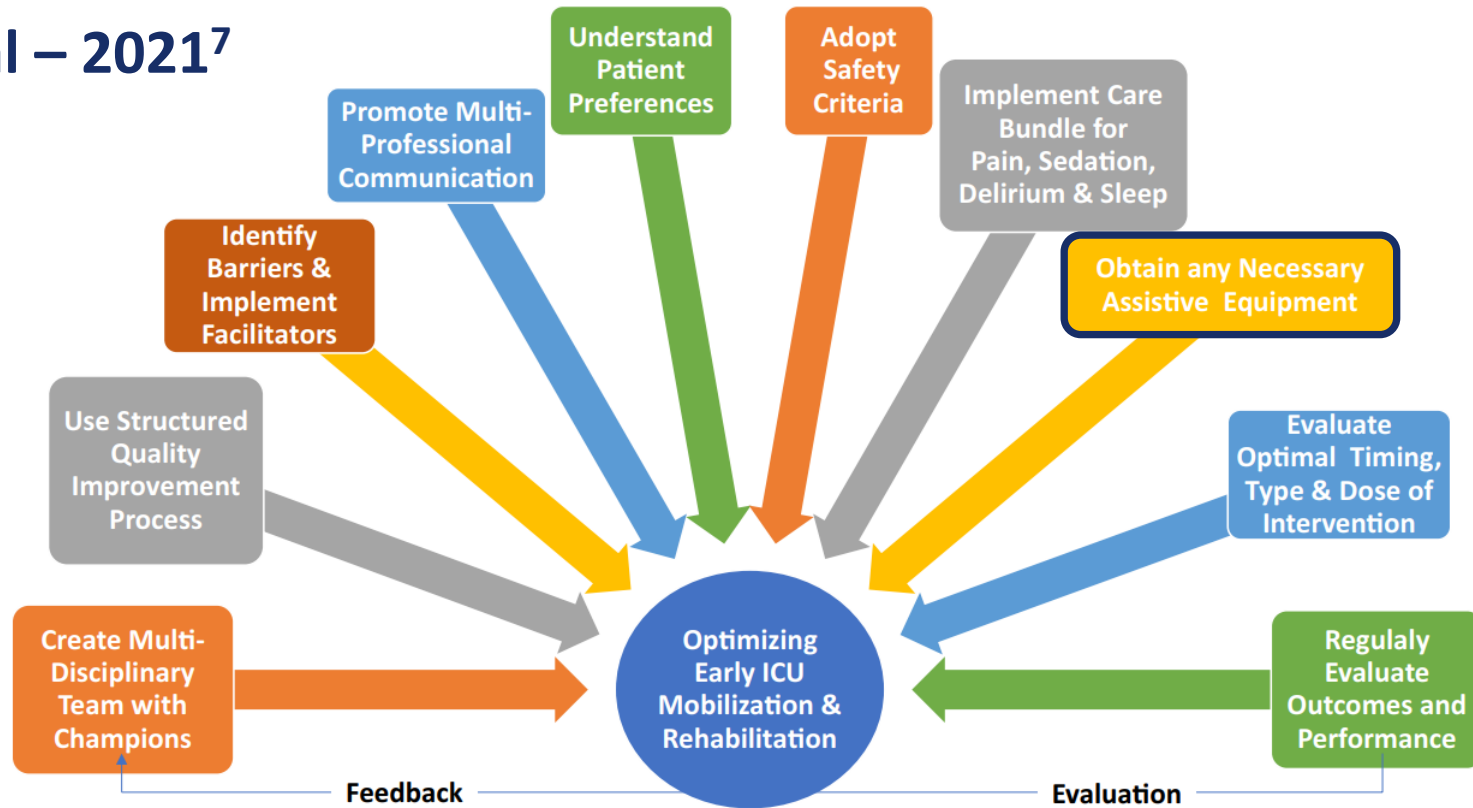 – 2021⁷
Understand
Patient
Preferences
Adopt
Safety
Criteria
Promote Multi-
Professional
Communication
Implement Care
Bundle for
Pain, Sedation,
Delirium & Sleep
Identify
Barriers &
Implement
Facilitators
Obtain any Necessary
Assistive Equipment
Use Structured
Quality
Improvement
Process
Evaluate
Optimal Timing,
Type & Dose of
Intervention
Create Multi-
Disciplinary
Team with
Champions
Optimizing
Early ICU
Mobilization &
Rehabilitation
Regulaly
Evaluate
Outcomes and
Performance
Feedback
Evaluation